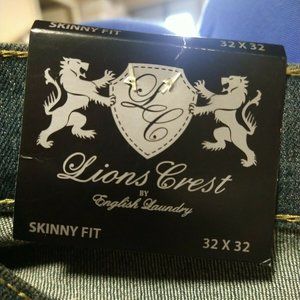 SKINNY FIT 32 X 32
LC
Lions Crest
BY
English Laundry
SKINNY FIT 32 X 32